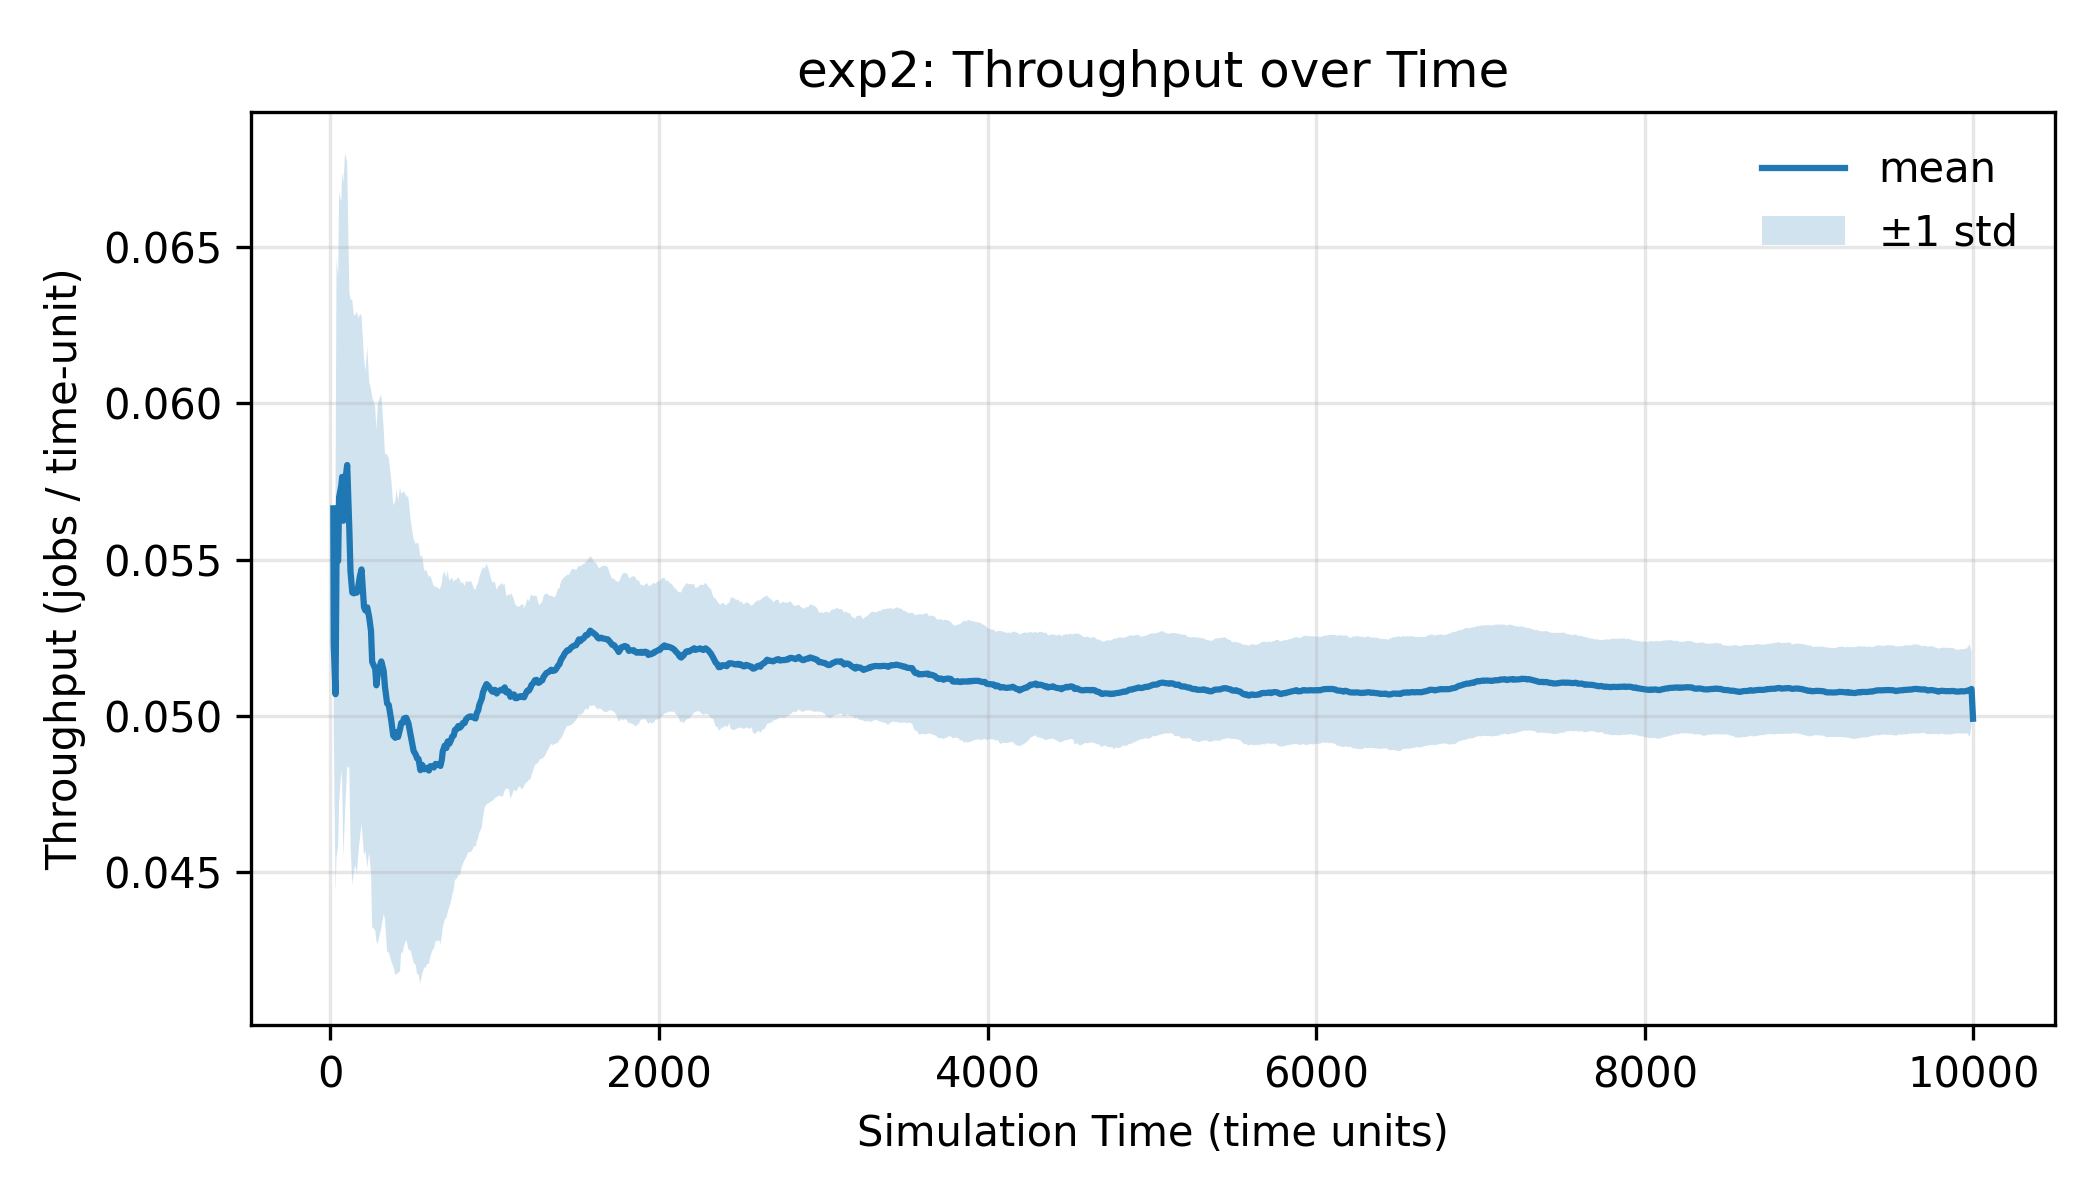 exp2: Throughput over Time
mean
±1 std
Throughput (jobs / time-unit)
0.065
0.060
0.055
0.050
0.045
0
2000
4000
6000
8000
10000
Simulation Time (time units)